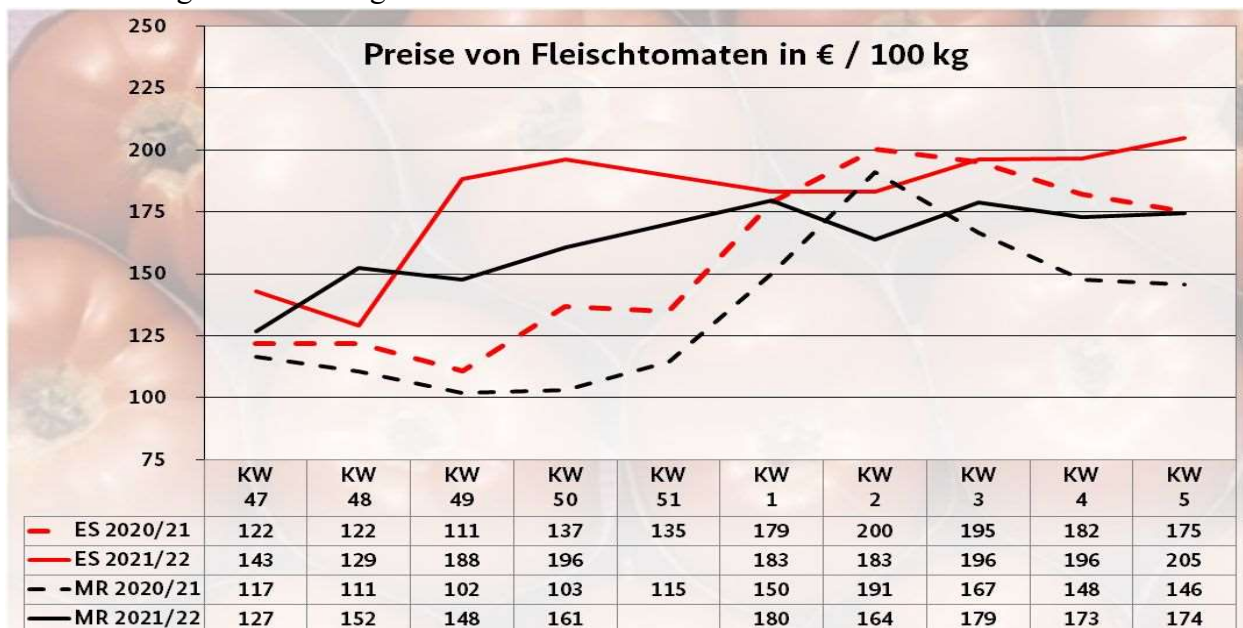 Preise von Fleischtomaten in € / 100 kg
250
225
200
175
150
125
100
75
KW 47 KW 48 KW 49 KW 50 KW 51 KW 1 KW 2 KW 3 KW 4 KW 5
ES 2020/21 122 122 111 137 135 179 200 195 182 175
ES 2021/22 143 129 188 196 183 183 196 196 205
MR 2020/21 117 111 102 103 115 150 191 167 148 146
MR 2021/22 127 152 148 161 180 164 179 173 174